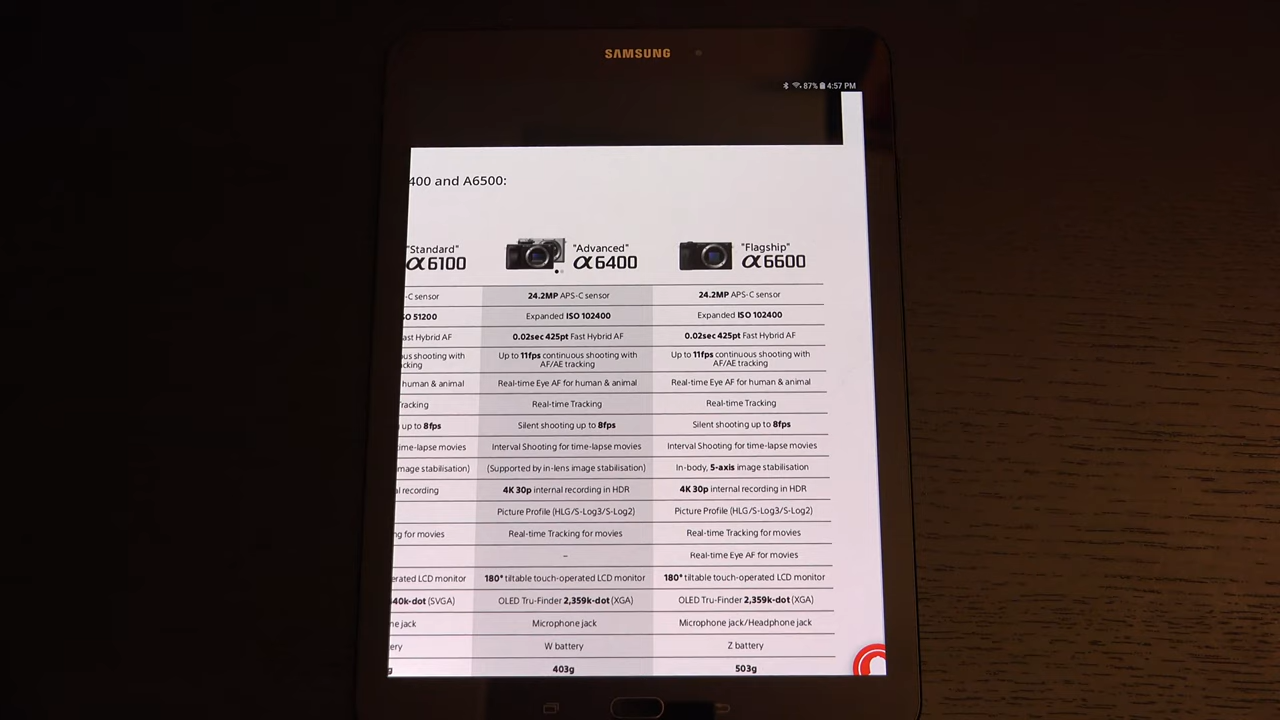 SAMSUNG
87% 4:57 PM
400 and A6500:
"Standard" "Advanced" "Flagship"
α6100 α6400 α6600
-C sensor 24.2MP APS-C sensor 24.2MP APS-C sensor
SO 51200 Expanded ISO 102400 Expanded ISO 102400
ast Hybrid AF 0.02sec 425pt Fast Hybrid AF 0.02sec 425pt Fast Hybrid AF
us shooting with Up to 11fps continuous shooting with Up to 11fps continuous shooting with
cking AF/AE tracking AF/AE tracking
human & animal Real-time Eye AF for human & animal Real-time Eye AF for human & animal
racking Real-time Tracking Real-time Tracking
up to 8fps Silent shooting up to 8fps Silent shooting up to 8fps
ime-lapse movies Interval Shooting for time-lapse movies Interval Shooting for time-lapse movies
mage stabilisation) (Supported by in-lens image stabilisation) In-body, 5-axis image stabilisation
al recording 4K 30p internal recording in HDR 4K 30p internal recording in HDR
Picture Profile (HLG/S-Log3/S-Log2) Picture Profile (HLG/S-Log3/S-Log2)
ng for movies Real-time Tracking for movies Real-time Tracking for movies
– Real-time Eye AF for movies
erated LCD monitor 180° tiltable touch-operated LCD monitor 180° tiltable touch-operated LCD monitor
40k-dot (SVGA) OLED Tru-Finder 2,359k-dot (XGA) OLED Tru-Finder 2,359k-dot (XGA)
ne jack Microphone jack Microphone jack/Headphone jack
ery W battery Z battery
g 403g 503g